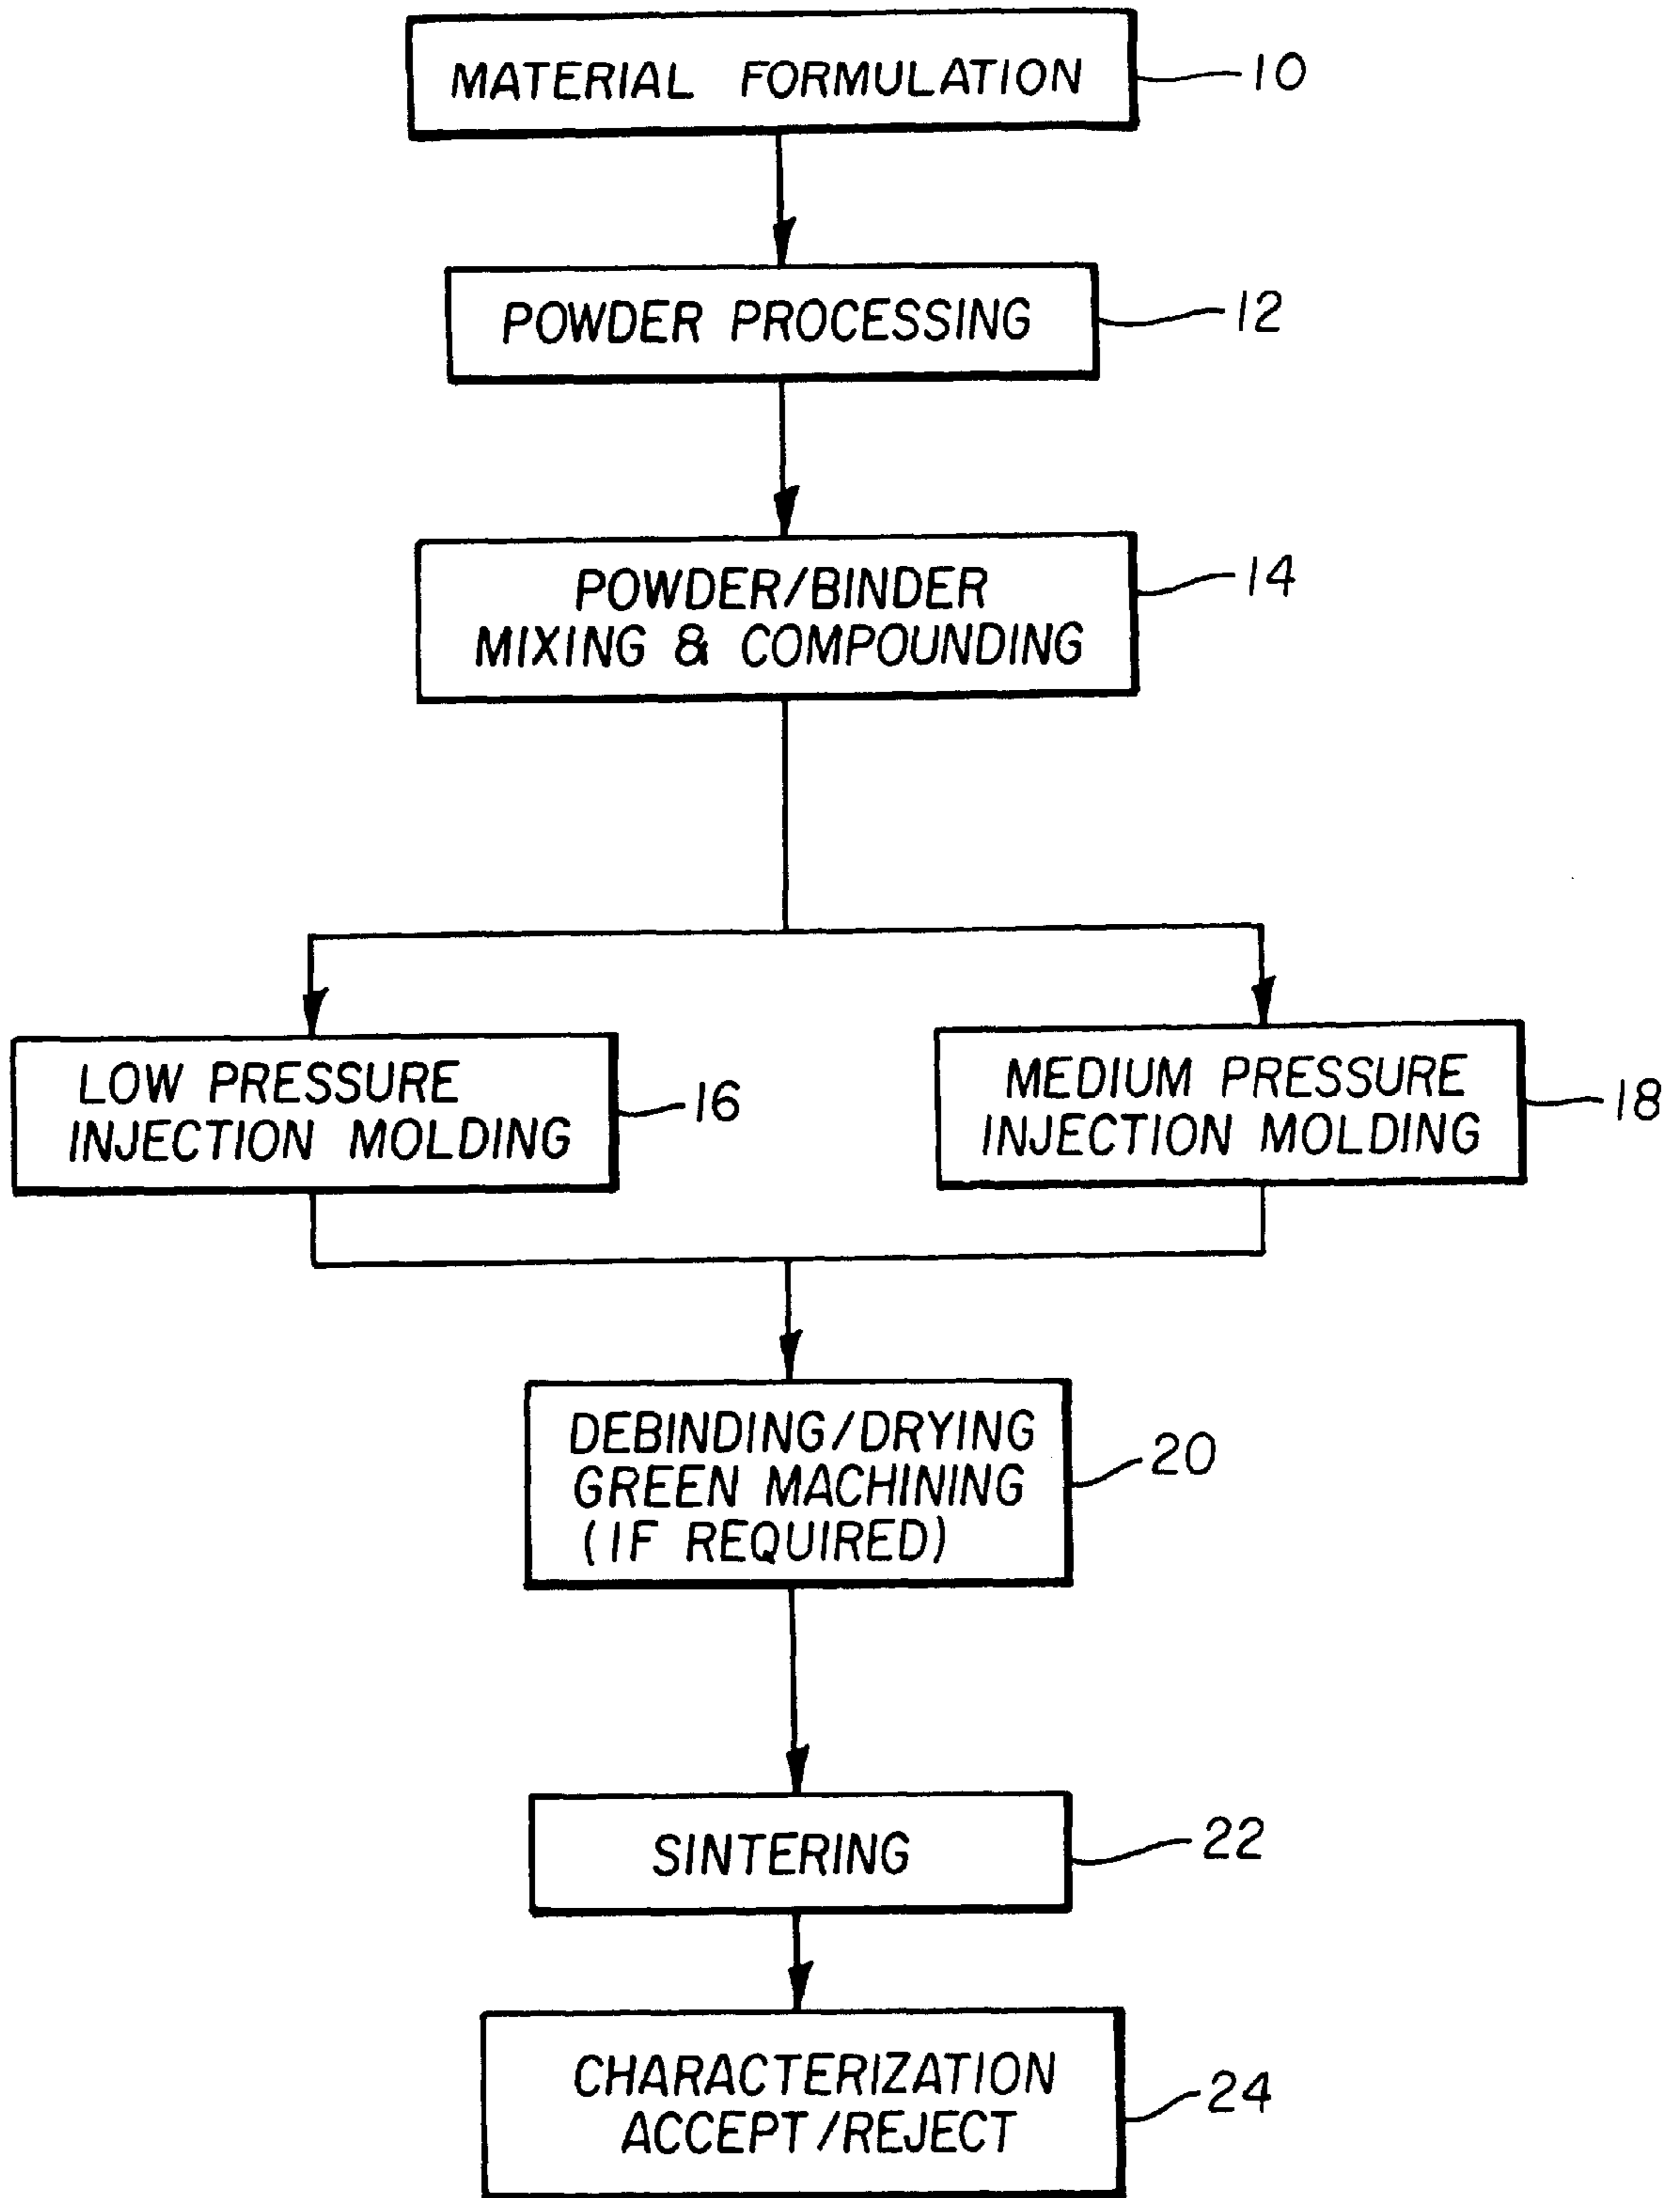 MATERIAL FORMULATION
10
POWDER PROCESSING
12
POWDER/BINDER
MIXING & COMPOUNDING
14
LOW PRESSURE
INJECTION MOLDING
16
MEDIUM PRESSURE
INJECTION MOLDING
18
DEBINDING/DRYING
GREEN MACHINING
(IF REQUIRED)
20
SINTERING
22
CHARACTERIZATION
ACCEPT/REJECT
24